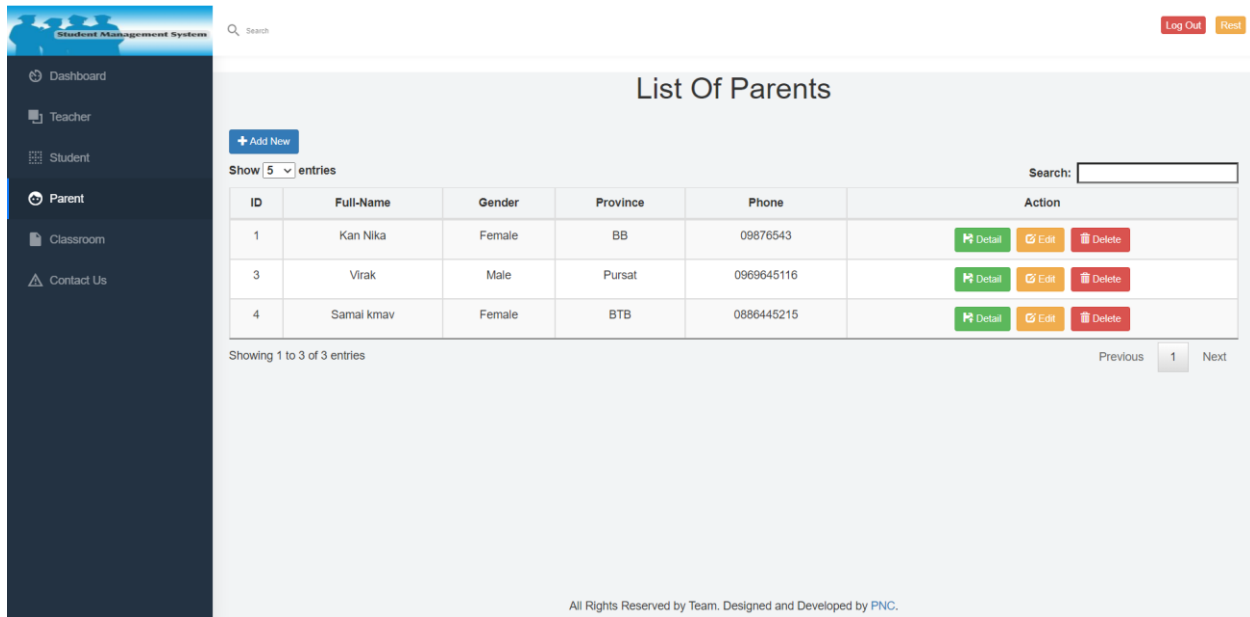 Student Management System
Search
Log Out Rest
Dashboard
Teacher
Student
Parent
Classroom
Contact Us
List Of Parents
Add New
Show 5 entries
Search:
ID Full-Name Gender Province Phone Action
1 Kan Nika Female BB 09876543 Detail Edit Delete
3 Virak Male Pursat 0969645116 Detail Edit Delete
4 Samai kmav Female BTB 0886445215 Detail Edit Delete
Showing 1 to 3 of 3 entries
Previous 1 Next
All Rights Reserved by Team. Designed and Developed by PNC.